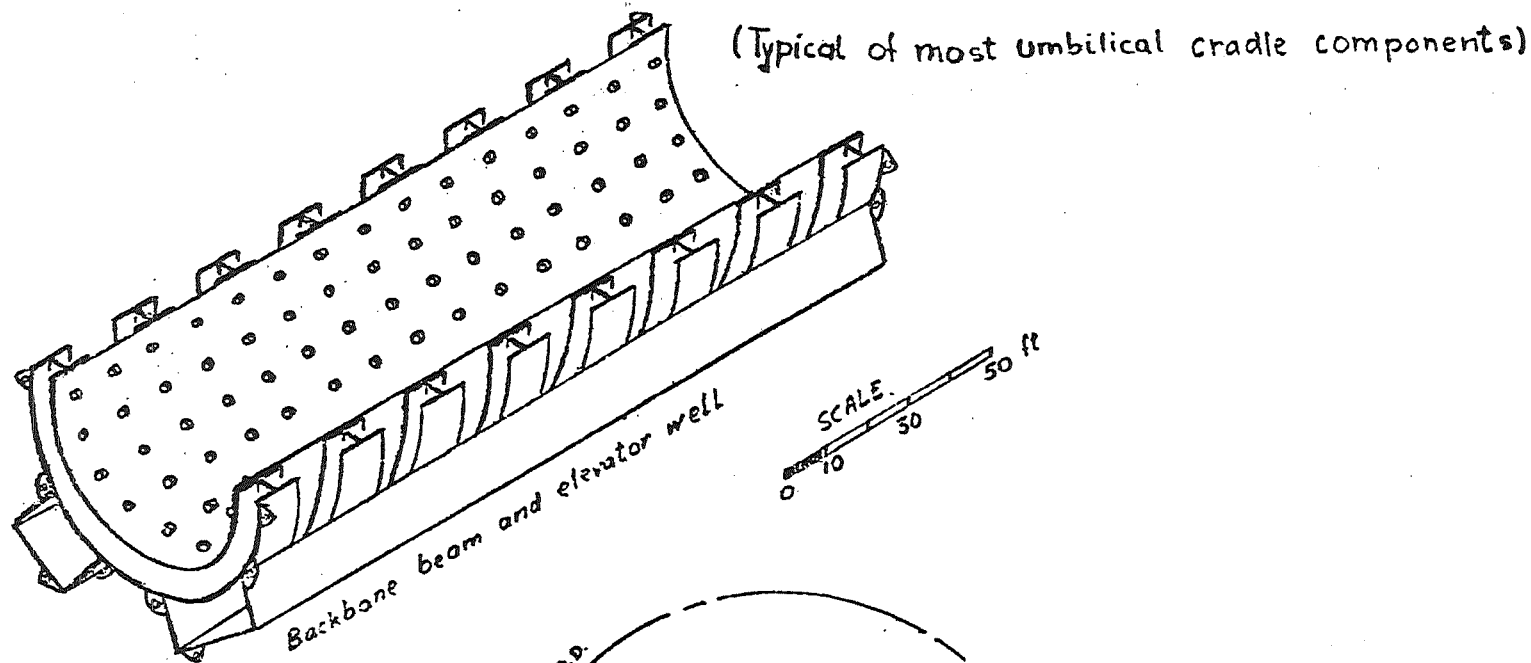 (Typical of most umbilical cradle components)
Backbone beam and elevator well
SCALE
0 10 30 50 ft